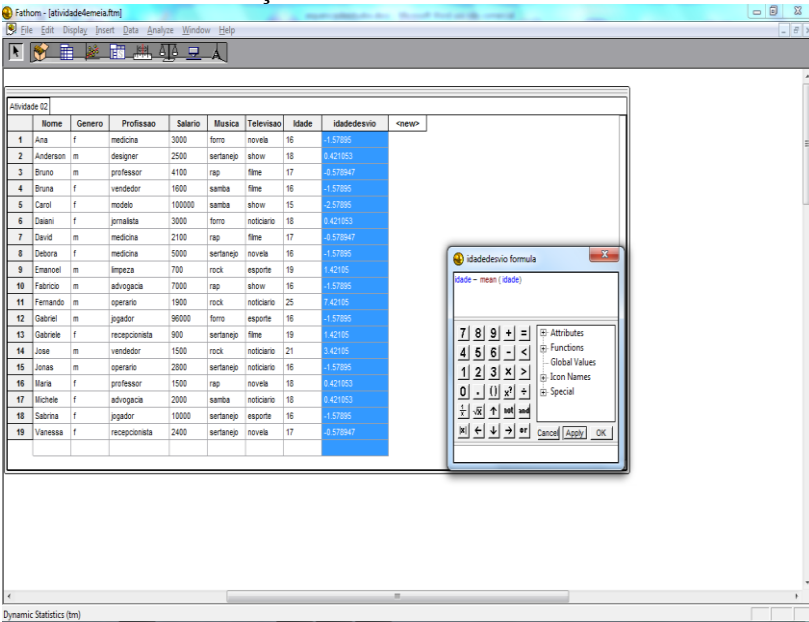 Ç
Fathom - [atividade4emeia.ftm]
File Edit Display Insert Data Analyze Window Help
Atividade 02
Nome Genero Profissao Salario Musica Televisao Idade idadedesvio <new>
1 Ana f medicina 3000 forro novela 16 -1.57895
2 Anderson m designer 2500 sertanejo show 18 0.421053
3 Bruno m professor 4100 rap filme 17 -0.578947
4 Bruna f vendedor 1600 samba filme 16 -1.57895
5 Carol f modelo 100000 samba show 15 -2.57895
6 Daiani f jornalista 3000 forro noticiario 18 0.421053
7 David m medicina 2100 rap filme 17 -0.578947
8 Debora f medicina 5000 sertanejo novela 16 -1.57895
9 Emanoel m limpeza 700 rock esporte 19 1.42105
10 Fabricio m advogacia 7000 rap show 16 -1.57895
11 Fernando m operario 1900 rock noticiario 25 7.42105
12 Gabriel m jogador 96000 forro esporte 16 -1.57895
13 Gabriele f recepcionista 900 sertanejo filme 19 1.42105
14 Jose m vendedor 1500 rock noticiario 21 3.42105
15 Jonas m operario 2800 sertanejo noticiario 16 -1.57895
16 Maria f professor 1500 rap novela 18 0.421053
17 Michele f advogacia 2000 samba noticiario 18 0.421053
18 Sabrina f jogador 10000 sertanejo esporte 16 -1.57895
19 Vanessa f recepcionista 2400 sertanejo novela 17 -0.578947
idadedesvio formula
idade - mean (idade)
7 8 9 + =
4 5 6 - <
1 2 3 × >
0 . () x? ÷
1/x √x ↑ not and
|x| ← ↓ → or
Attributes
Functions
Global Values
Icon Names
Special
Cancel Apply OK
Dynamic Statistics (tm)